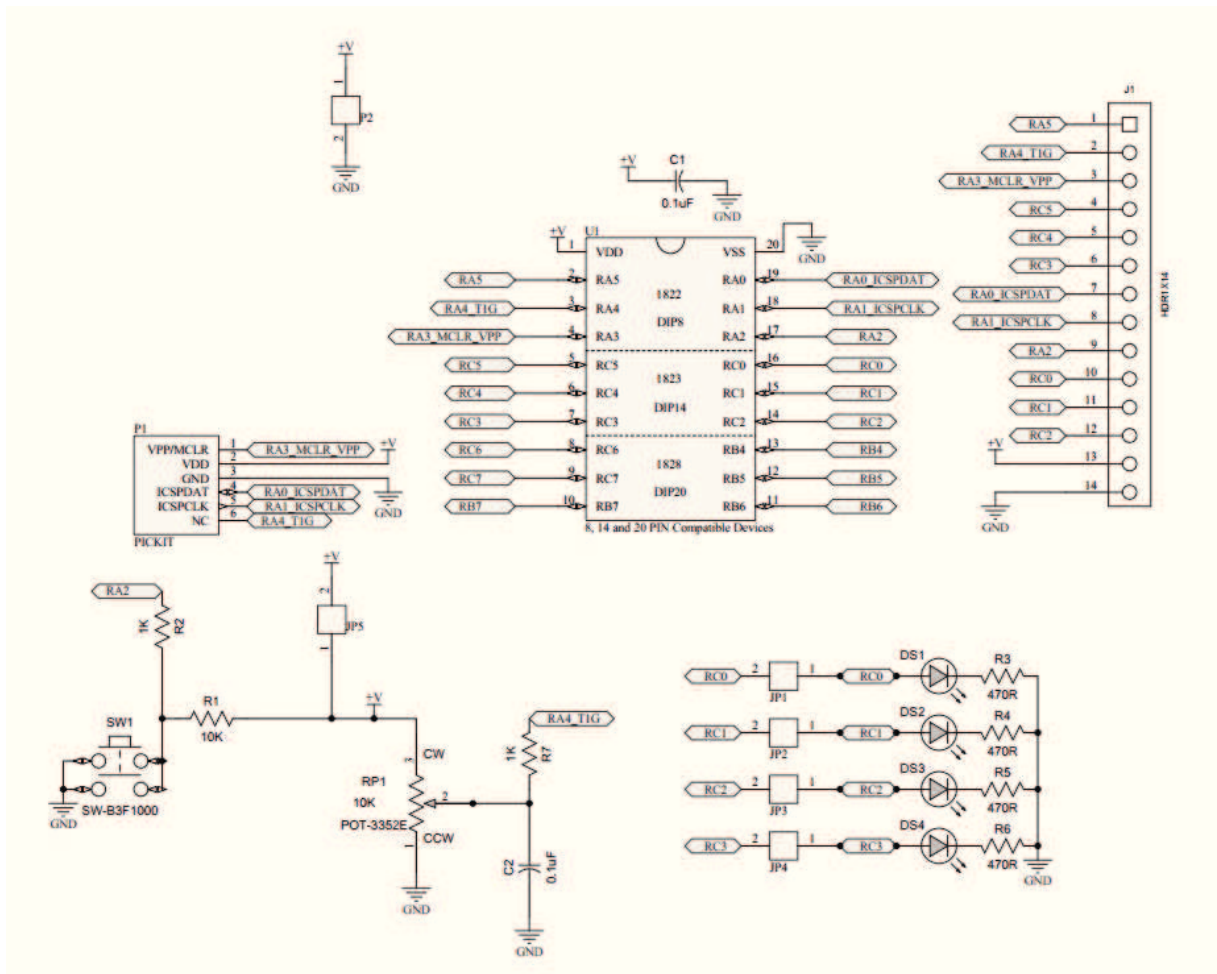 +V
1
P2
2
GND
+V
C1
0.1uF
GND
J1
RA5 1
RA4_T1G 2
RA3_MCLR_VPP 3
RC5 4
RC4 5
RC3 6
RA0_ICSPDAT 7
RA1_ICSPCLK 8
RA2 9
RC0 10
RC1 11
RC2 12
+V 13
14
GND
HDR1X14
U1
+V 1 VDD VSS 20 GND
RA5 2 RA5 RA0 19 RA0_ICSPDAT
1822
RA4_T1G 3 RA4 RA1 18 RA1_ICSPCLK
DIP8
RA3_MCLR_VPP 4 RA3 RA2 17 RA2
RC5 5 RC5 RC0 16 RC0
1823
RC4 6 RC4 RC1 15 RC1
DIP14
RC3 7 RC3 RC2 14 RC2
RC6 8 RC6 RB4 13 RB4
1828
RC7 9 RC7 RB5 12 RB5
DIP20
RB7 10 RB7 RB6 11 RB6
8, 14 and 20 PIN Compatible Devices
P1
VPP/MCLR 1 RA3_MCLR_VPP
VDD 2 +V
GND 3 GND
ICSPDAT 4 RA0_ICSPDAT
ICSPCLK 5 RA1_ICSPCLK
NC 6 RA4_T1G
PICKIT
RA2
1K
R2
R1
10K
SW1
SW-B3F1000
GND
+V
2
JP5
1
+V
3
CW
RP1
10K
POT-3352E
2
CCW
1
GND
RA4_T1G
1K
R7
C2
0.1uF
GND
RC0 2 JP1 1 RC0 DS1 R3 470R
RC1 2 JP2 1 RC1 DS2 R4 470R
RC2 2 JP3 1 RC2 DS3 R5 470R
RC3 2 JP4 1 RC3 DS4 R6 470R
GND